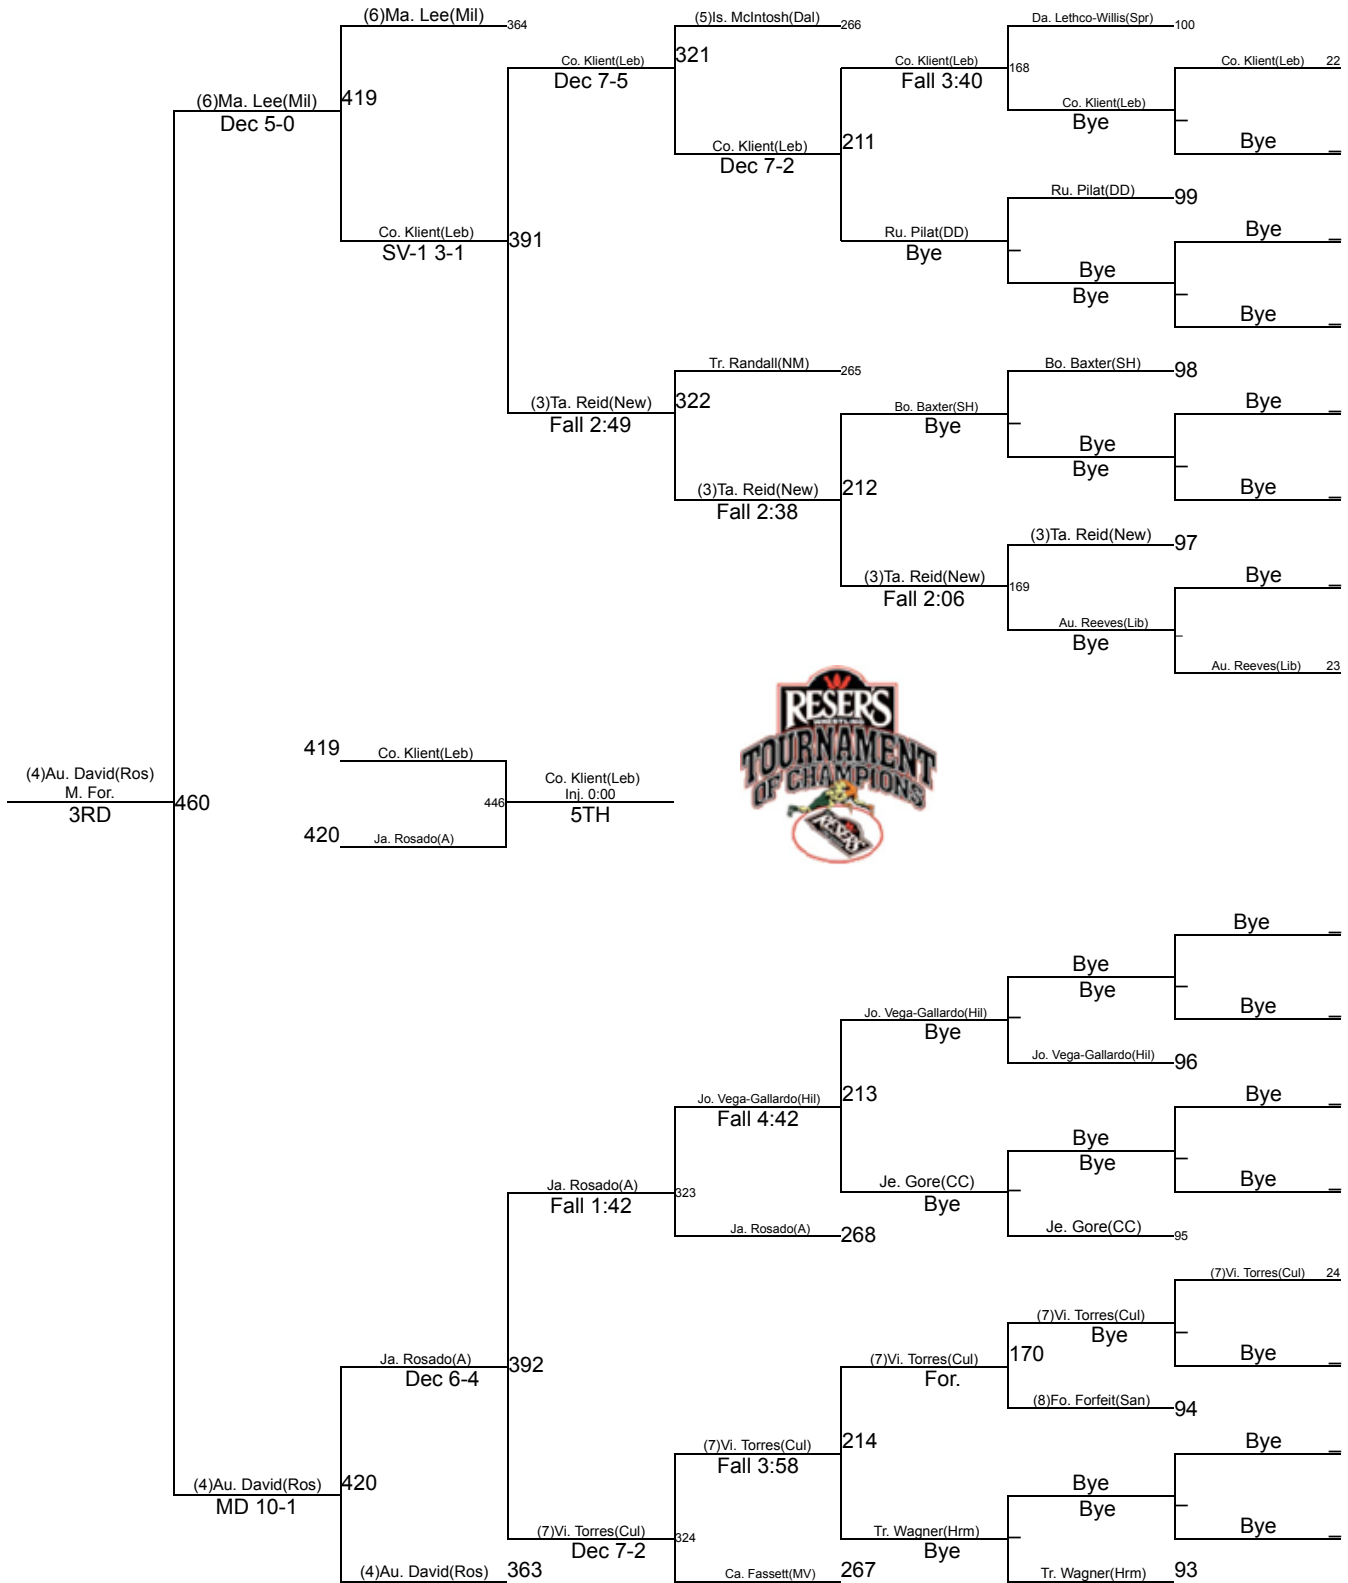 (6)Ma. Lee(Mil)
364
(5)Is. McIntosh(Dal)
266
Da. Lethco-Willis(Spr)
100
Co. Klient(Leb)
Dec 7-5
321
Co. Klient(Leb)
Fall 3:40
168
Co. Klient(Leb) 22
(6)Ma. Lee(Mil)
Dec 5-0
419
Co. Klient(Leb)
Bye
Bye
Co. Klient(Leb)
Dec 7-2
211
Ru. Pilat(DD)
99
Co. Klient(Leb)
SV-1 3-1
391
Ru. Pilat(DD)
Bye
Bye
Bye
Bye
Bye
Tr. Randall(NM)
265
Bo. Baxter(SH)
98
(3)Ta. Reid(New)
Fall 2:49
322
Bo. Baxter(SH)
Bye
Bye
Bye
Bye
Bye
(3)Ta. Reid(New)
Fall 2:38
212
(3)Ta. Reid(New)
97
(3)Ta. Reid(New)
Fall 2:06
169
Bye
Au. Reeves(Lib)
Bye
Au. Reeves(Lib) 23
RESER'S
WRESTLING
TOURNAMENT
OF CHAMPIONS
RESER'S
419
Co. Klient(Leb)
(4)Au. David(Ros)
M. For.
3RD
460
446
Co. Klient(Leb)
Inj. 0:00
5TH
420
Ja. Rosado(A)
Bye
Bye
Bye
Bye
Jo. Vega-Gallardo(Hil)
Bye
Jo. Vega-Gallardo(Hil)
96
Jo. Vega-Gallardo(Hil)
Fall 4:42
213
Bye
Bye
Bye
Bye
Ja. Rosado(A)
Fall 1:42
323
Je. Gore(CC)
Bye
Ja. Rosado(A)
268
Je. Gore(CC)
95
(7)Vi. Torres(Cul) 24
(7)Vi. Torres(Cul)
Bye
Bye
Ja. Rosado(A)
Dec 6-4
392
(7)Vi. Torres(Cul)
For.
170
(8)Fo. Forfeit(San)
94
(7)Vi. Torres(Cul)
Fall 3:58
214
Bye
(4)Au. David(Ros)
MD 10-1
420
Bye
Bye
Bye
(7)Vi. Torres(Cul)
Dec 7-2
324
Tr. Wagner(Hrm)
Bye
(4)Au. David(Ros)
363
Ca. Fassett(MV)
267
Tr. Wagner(Hrm)
93